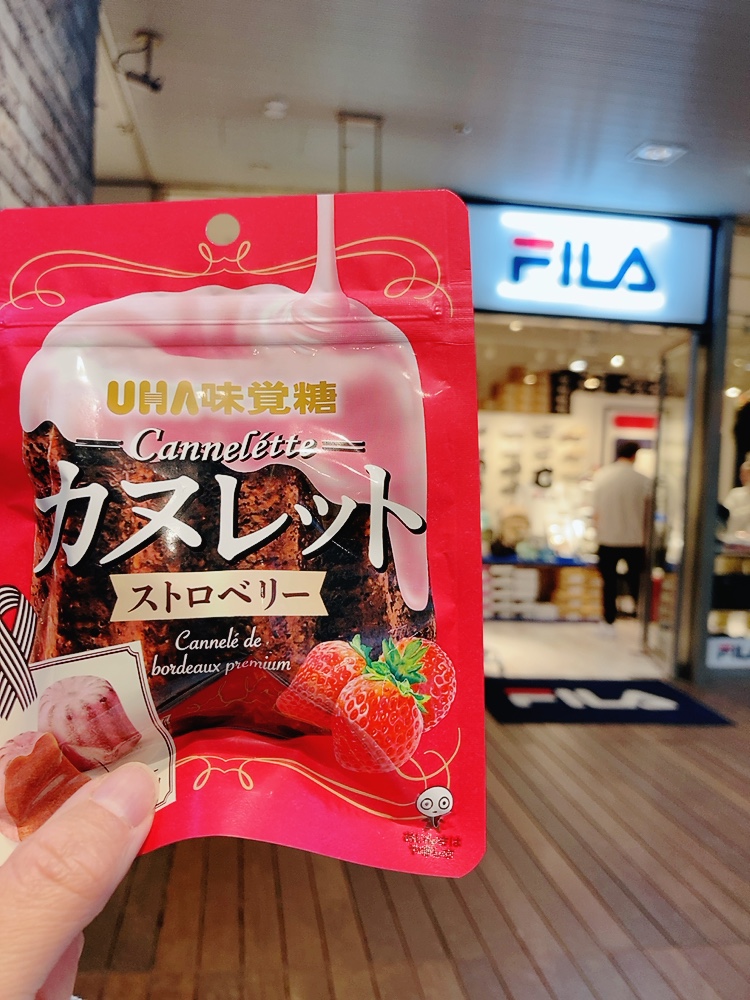 FILA
UHA味覚糖
Cannelétte
カヌレット
ストロベリー
Cannelé de
bordeaux premium
FILA
FILA